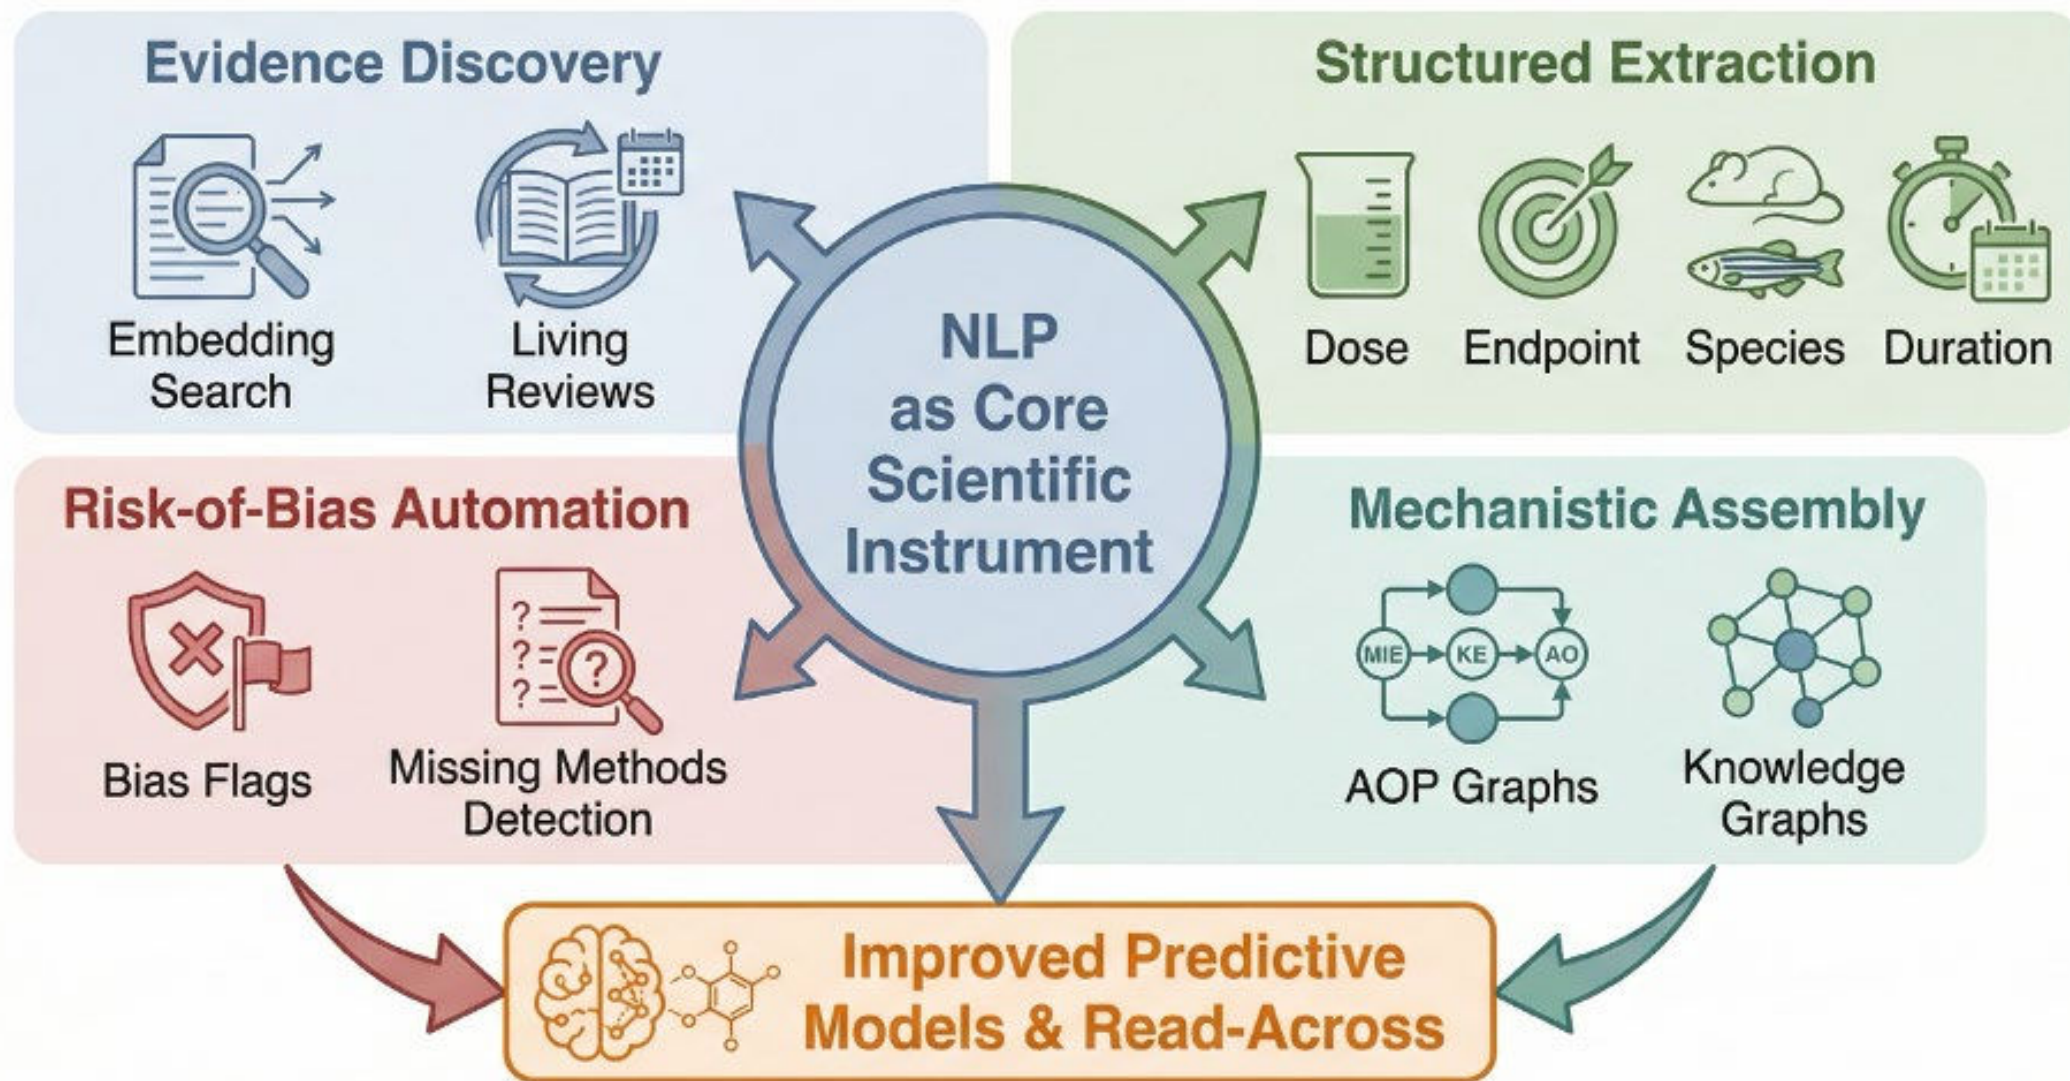 Evidence Discovery
Embedding
Search
Living
Reviews
Structured Extraction
Dose
Endpoint
Species
Duration
NLP
as Core
Scientific
Instrument
Risk-of-Bias Automation
? 
? 
? 
?
Bias Flags
Missing Methods
Detection
Mechanistic Assembly
MIE
KE
AO
AOP Graphs
Knowledge
Graphs
Improved Predictive
Models & Read-Across